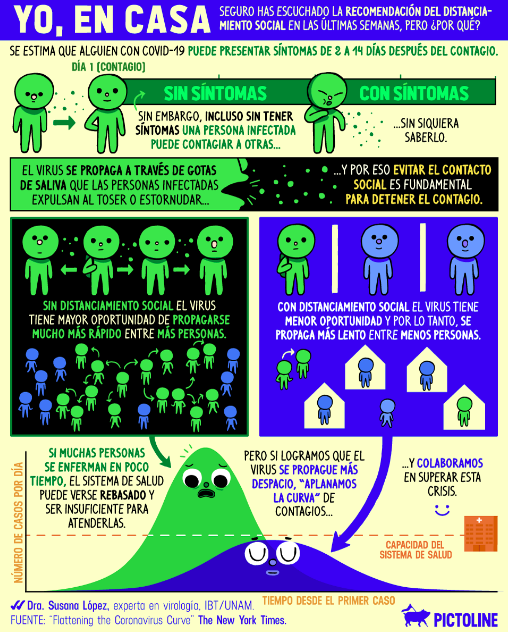 YO, EN CASA
SEGURO HAS ESCUCHADO LA RECOMENDACIÓN DEL DISTANCIA-
MIENTO SOCIAL EN LAS ÚLTIMAS SEMANAS, PERO ¿POR QUÉ?
SE ESTIMA QUE ALGUIEN CON COVID-19 PUEDE PRESENTAR SÍNTOMAS DE 2 A 14 DÍAS DESPUÉS DEL CONTAGIO.
DÍA 1 (CONTAGIO)
SIN SÍNTOMAS
CON SÍNTOMAS
SIN EMBARGO, INCLUSO SIN TENER
SÍNTOMAS UNA PERSONA INFECTADA
PUEDE CONTAGIAR A OTRAS...
...SIN SIQUIERA
SABERLO.
EL VIRUS SE PROPAGA A TRAVÉS DE GOTAS
DE SALIVA QUE LAS PERSONAS INFECTADAS
EXPULSAN AL TOSER O ESTORNUDAR...
...Y POR ESO EVITAR EL CONTACTO
SOCIAL ES FUNDAMENTAL
PARA DETENER EL CONTAGIO.
SIN DISTANCIAMIENTO SOCIAL EL VIRUS
TIENE MAYOR OPORTUNIDAD DE PROPAGARSE
MUCHO MÁS RÁPIDO ENTRE MÁS PERSONAS.
CON DISTANCIAMIENTO SOCIAL EL VIRUS TIENE
MENOR OPORTUNIDAD Y POR LO TANTO, SE
PROPAGA MÁS LENTO ENTRE MENOS PERSONAS.
SI MUCHAS PERSONAS
SE ENFERMAN EN POCO
TIEMPO, EL SISTEMA DE SALUD
PUEDE VERSE REBASADO Y
SER INSUFICIENTE PARA
ATENDERLAS.
PERO SI LOGRAMOS QUE EL
VIRUS SE PROPAGUE MÁS
DESPACIO, "APLANAMOS
LA CURVA" DE
CONTAGIOS...
...Y COLABORAMOS
EN SUPERAR ESTA
CRISIS.
NÚMERO DE CASOS POR DÍA
CAPACIDAD DEL
SISTEMA DE SALUD
TIEMPO DESDE EL PRIMER CASO
Dra. Susana López, experta en virología, IBT/UNAM.
FUENTE: "Flattening the Coronavirus Curve" The New York Times.
PICTOLINE